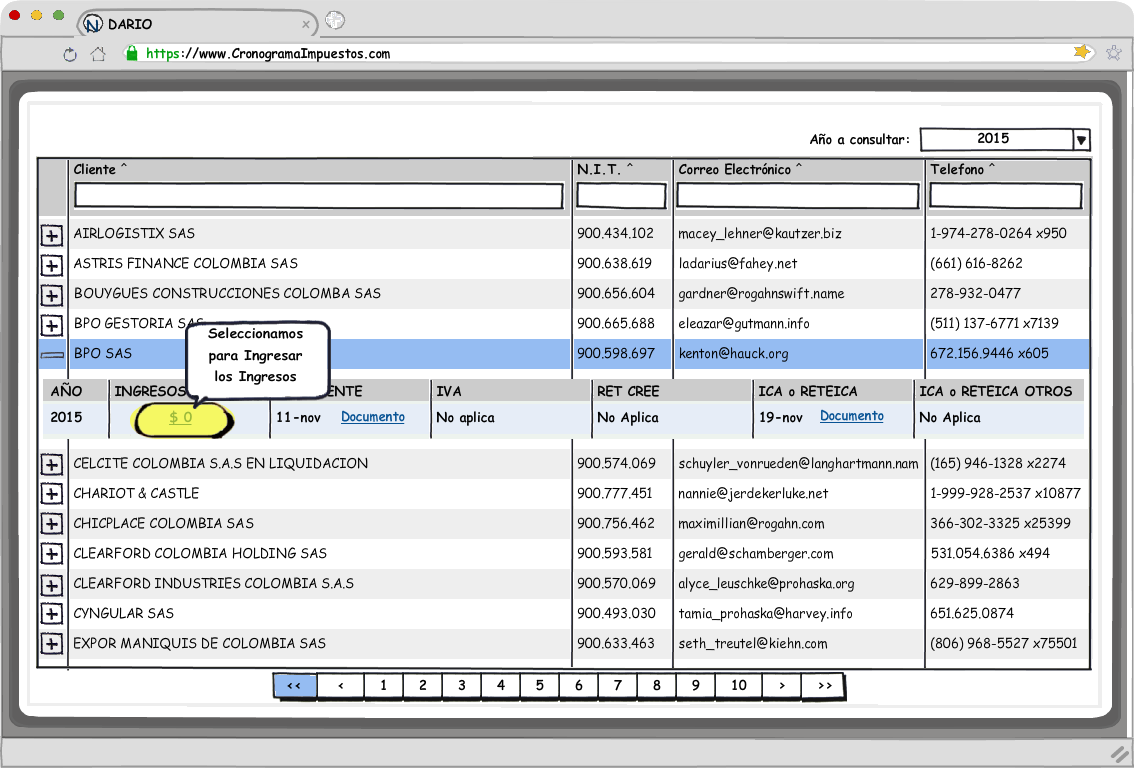 DARIO
https://www.CronogramaImpuestos.com
Año a consultar: 2015
Cliente ^ N.I.T. ^ Correo Electrónico ^ Telefono ^
AIRLOGISTIX SAS 900.434.102 macey_lehner@kautzer.biz 1-974-278-0264 x950
ASTRIS FINANCE COLOMBIA SAS 900.638.619 ladarius@fahey.net (661) 616-8262
BOUYGUES CONSTRUCCIONES COLOMBA SAS 900.656.604 gardner@rogahnswift.name 278-932-0477
BPO GESTORIA SAS 900.665.688 eleazar@gutmann.info (511) 137-6771 x7139
Seleccionamos
para Ingresar
los Ingresos
BPO SAS 900.598.697 kenton@hauck.org 672.156.9446 x605
AÑO INGRESOS ENTE IVA RET CREE ICA o RETEICA ICA o RETEICA OTROS
2015 $ 0 11-nov Documento No aplica No Aplica 19-nov Documento No Aplica
CELCITE COLOMBIA S.A.S EN LIQUIDACION 900.574.069 schuyler_vonrueden@langhartmann.nam (165) 946-1328 x2274
CHARIOT & CASTLE 900.777.451 nannie@jerdekerluke.net 1-999-928-2537 x10877
CHICPLACE COLOMBIA SAS 900.756.462 maximillian@rogahn.com 366-302-3325 x25399
CLEARFORD COLOMBIA HOLDING SAS 900.593.581 gerald@schamberger.com 531.054.6386 x494
CLEARFORD INDUSTRIES COLOMBIA S.A.S 900.570.069 alyce_leuschke@prohaska.org 629-899-2863
CYNGULAR SAS 900.493.030 tamia_prohaska@harvey.info 651.625.0874
EXPOR MANIQUIS DE COLOMBIA SAS 900.633.463 seth_treutel@kiehn.com (806) 968-5527 x75501
<< < 1 2 3 4 5 6 7 8 9 10 > >>